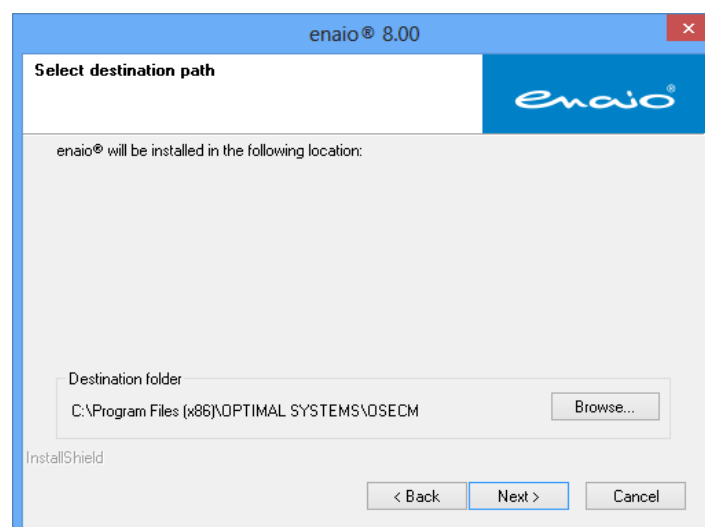 enaio® 8.00
Select destination path
enaio®
enaio® will be installed in the following location:
Destination folder
C:\Program Files (x86)\OPTIMAL SYSTEMS\OSECM
Browse...
InstallShield
< Back Next > Cancel